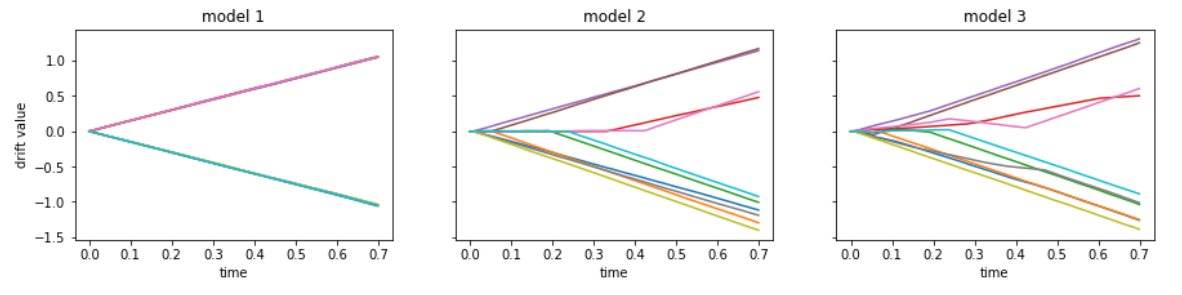 model 1
model 2
model 3
drift value
1.0
0.5
0.0
−0.5
−1.0
−1.5
0.0 0.1 0.2 0.3 0.4 0.5 0.6 0.7
0.0 0.1 0.2 0.3 0.4 0.5 0.6 0.7
0.0 0.1 0.2 0.3 0.4 0.5 0.6 0.7
time
time
time